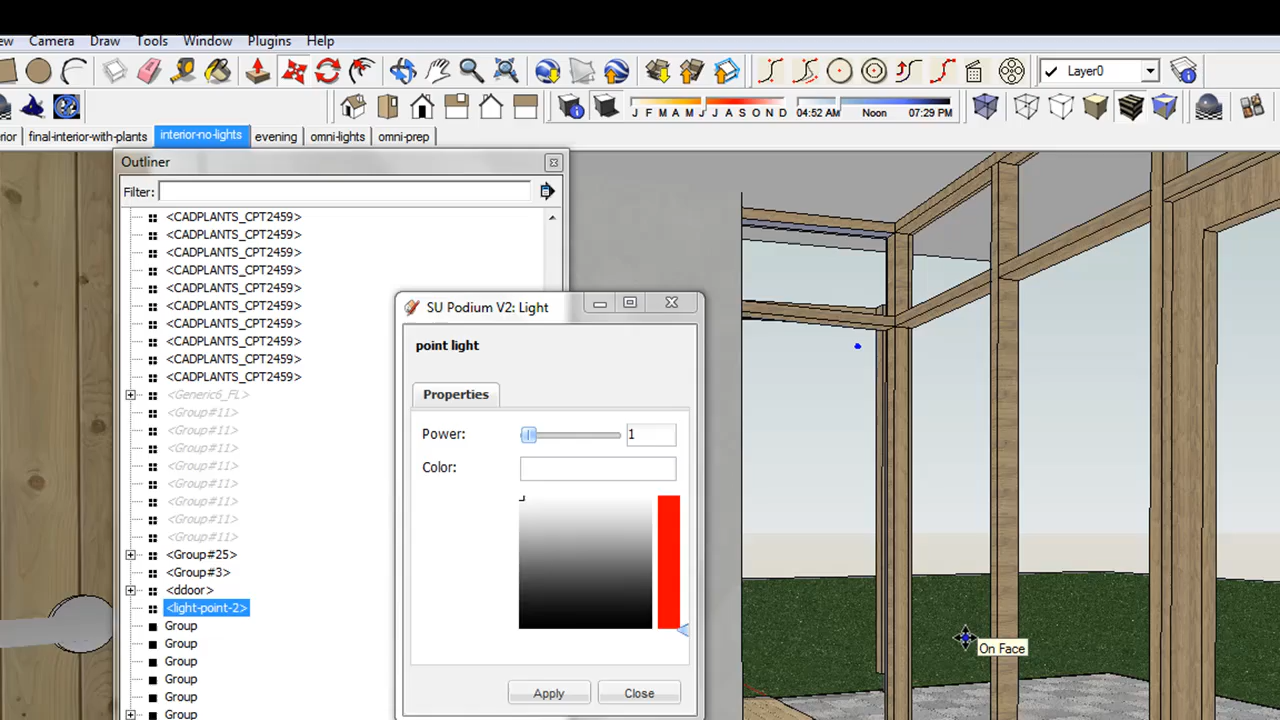 ew Camera Draw Tools Window Plugins Help
Layer0
J F M A M J J A S O N D 04:52 AM Noon 07:29 PM
rior final-interior-with-plants interior-no-lights evening omni-lights omni-prep
Outliner
Filter:
<CADPLANTS_CPT2459>
<CADPLANTS_CPT2459>
<CADPLANTS_CPT2459>
<CADPLANTS_CPT2459>
<CADPLANTS_CPT2459>
<CADPLANTS_CPT2459>
<CADPLANTS_CPT2459>
<CADPLANTS_CPT2459>
<CADPLANTS_CPT2459>
<CADPLANTS_CPT2459>
<Generic6_FL>
<Group#11>
<Group#11>
<Group#11>
<Group#11>
<Group#11>
<Group#11>
<Group#11>
<Group#11>
<Group#25>
<Group#3>
<ddoor>
<light-point-2>
Group
Group
Group
Group
Group
Group
SU Podium V2: Light
point light
Properties
Power: 1
Color:
Apply Close
On Face